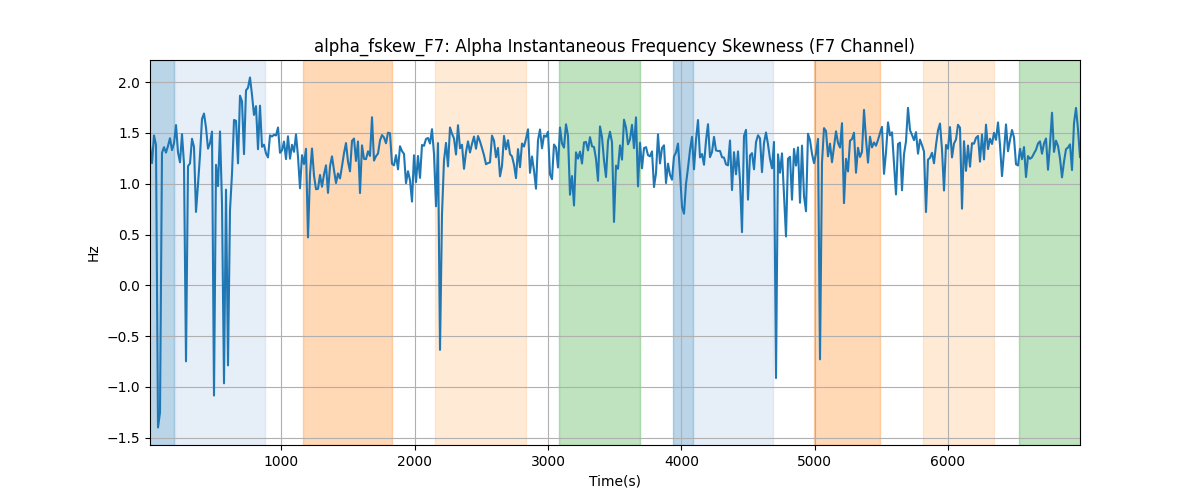 alpha_fskew_F7: Alpha Instantaneous Frequency Skewness (F7 Channel)
2.0
1.5
1.0
0.5
0.0
−0.5
−1.0
−1.5
Hz
1000 2000 3000 4000 5000 6000
Time(s)